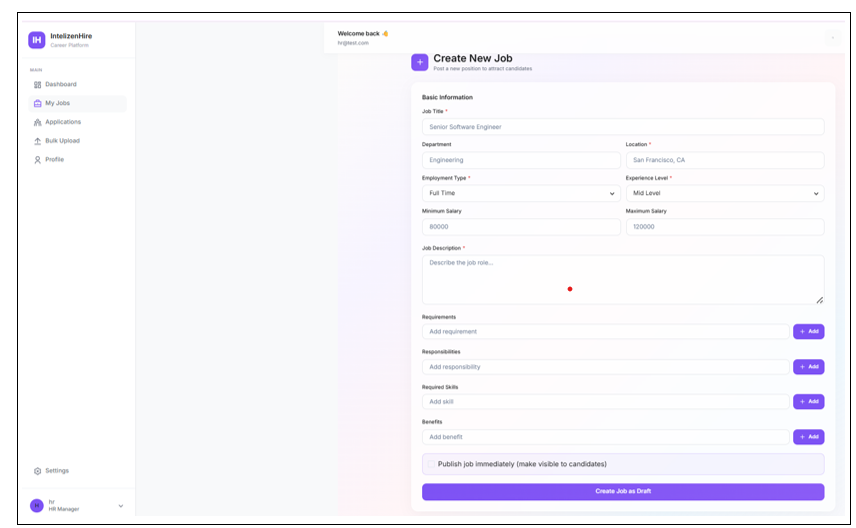 IH
IntelizenHire
Career Platform
MAIN
Dashboard
My Jobs
Applications
Bulk Upload
Profile
Settings
H
hr
HR Manager
Welcome back 👋
hr@test.com
+
Create New Job
Post a new position to attract candidates
Basic Information
Job Title *
Senior Software Engineer
Department
Location *
Engineering
San Francisco, CA
Employment Type *
Experience Level *
Full Time
Mid Level
Minimum Salary
Maximum Salary
80000
120000
Job Description *
Describe the job role...
Requirements
Add requirement
+ Add
Responsibilities
Add responsibility
+ Add
Required Skills
Add skill
+ Add
Benefits
Add benefit
+ Add
Publish job immediately (make visible to candidates)
Create Job as Draft